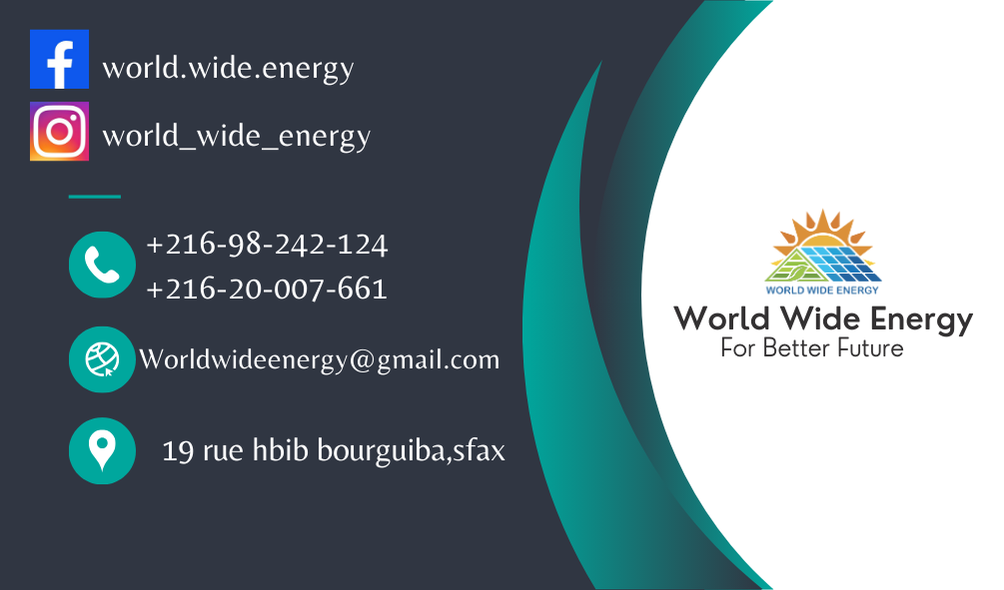 world.wide.energy
world_wide_energy
+216-98-242-124
+216-20-007-661
Worldwideenergy@gmail.com
19 rue hbib bourguiba,sfax
WORLD WIDE ENERGY
World Wide Energy
For Better Future